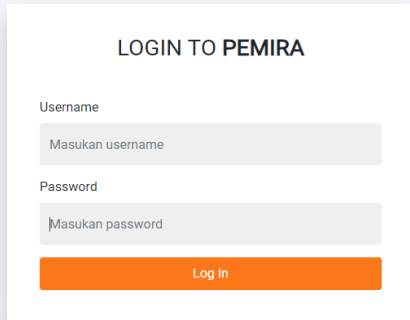 LOGIN TO PEMIRA
Username
Masukan username
Password
Masukan password
Log In